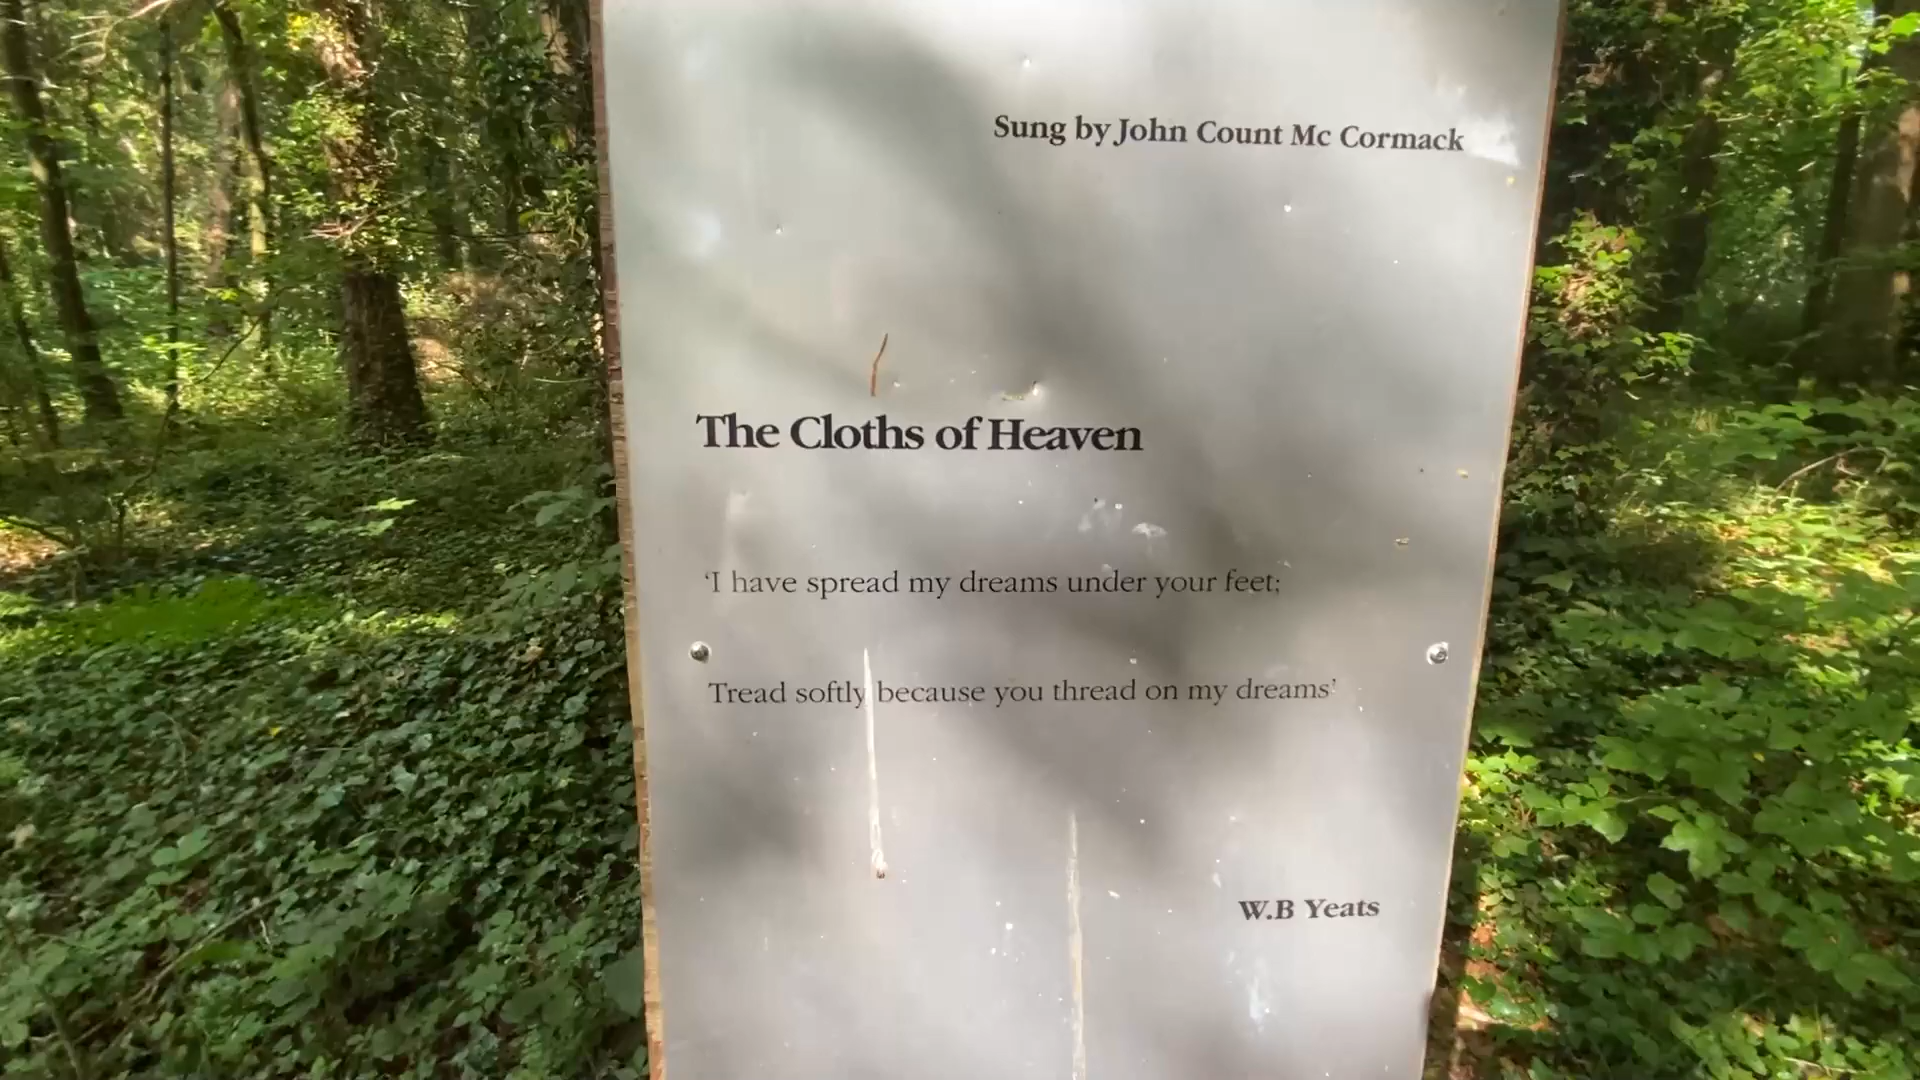 Sung by John Count Mc Cormack
The Cloths of Heaven
‘I have spread my dreams under your feet;
Tread softly because you thread on my dreams’
W.B Yeats